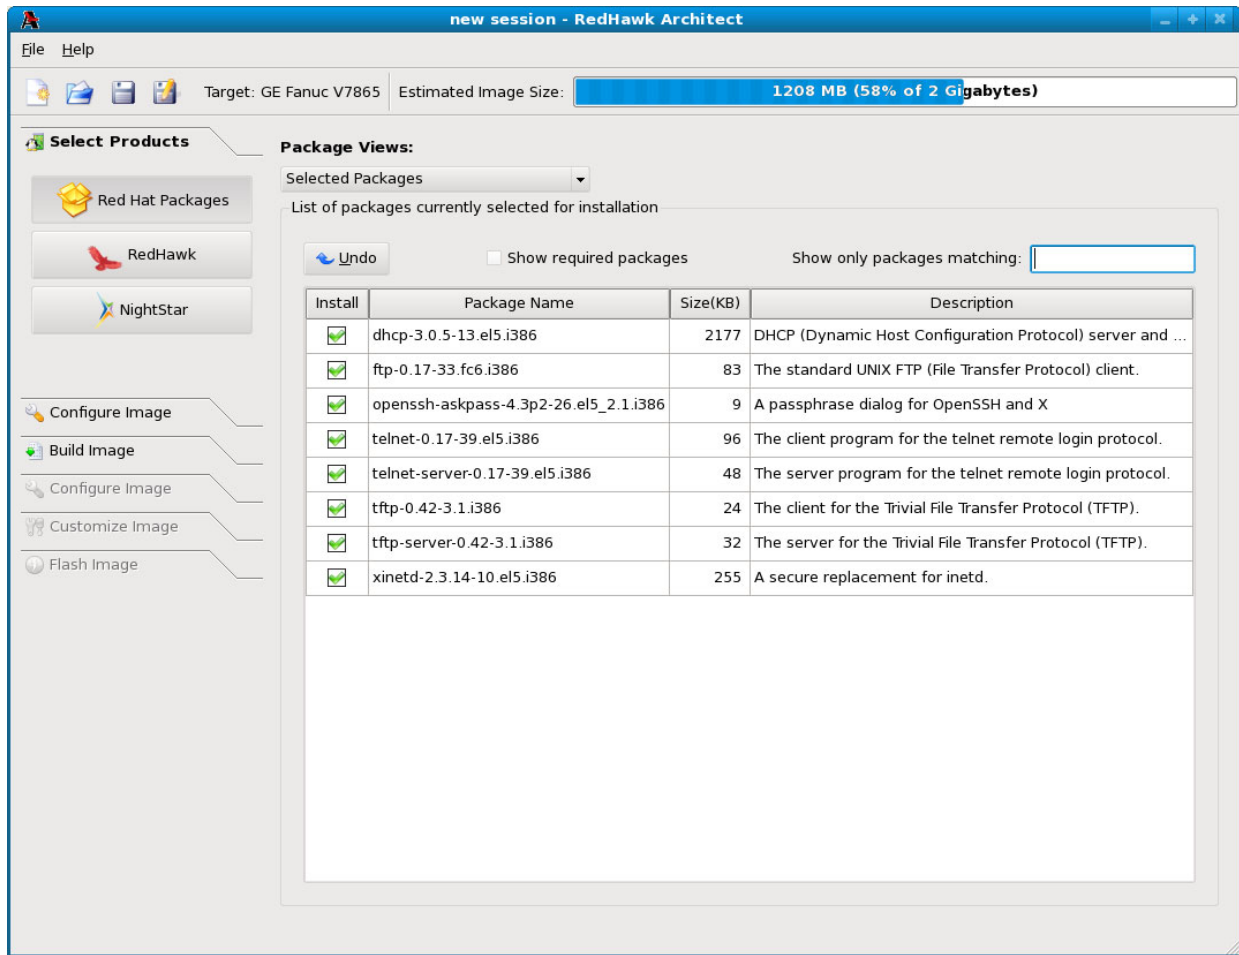 new session - RedHawk Architect
File Help
Target: GE Fanuc V7865 Estimated Image Size: 1208 MB (58% of 2 Gigabytes)
Select Products
Red Hat Packages
RedHawk
NightStar
Configure Image
Build Image
Configure Image
Customize Image
Flash Image
Package Views:
Selected Packages
List of packages currently selected for installation
Undo Show required packages Show only packages matching:
Install Package Name Size(KB) Description
dhcp-3.0.5-13.el5.i386 2177 DHCP (Dynamic Host Configuration Protocol) server and ...
ftp-0.17-33.fc6.i386 83 The standard UNIX FTP (File Transfer Protocol) client.
openssh-askpass-4.3p2-26.el5_2.1.i386 9 A passphrase dialog for OpenSSH and X
telnet-0.17-39.el5.i386 96 The client program for the telnet remote login protocol.
telnet-server-0.17-39.el5.i386 48 The server program for the telnet remote login protocol.
tftp-0.42-3.1.i386 24 The client for the Trivial File Transfer Protocol (TFTP).
tftp-server-0.42-3.1.i386 32 The server for the Trivial File Transfer Protocol (TFTP).
xinetd-2.3.14-10.el5.i386 255 A secure replacement for inetd.